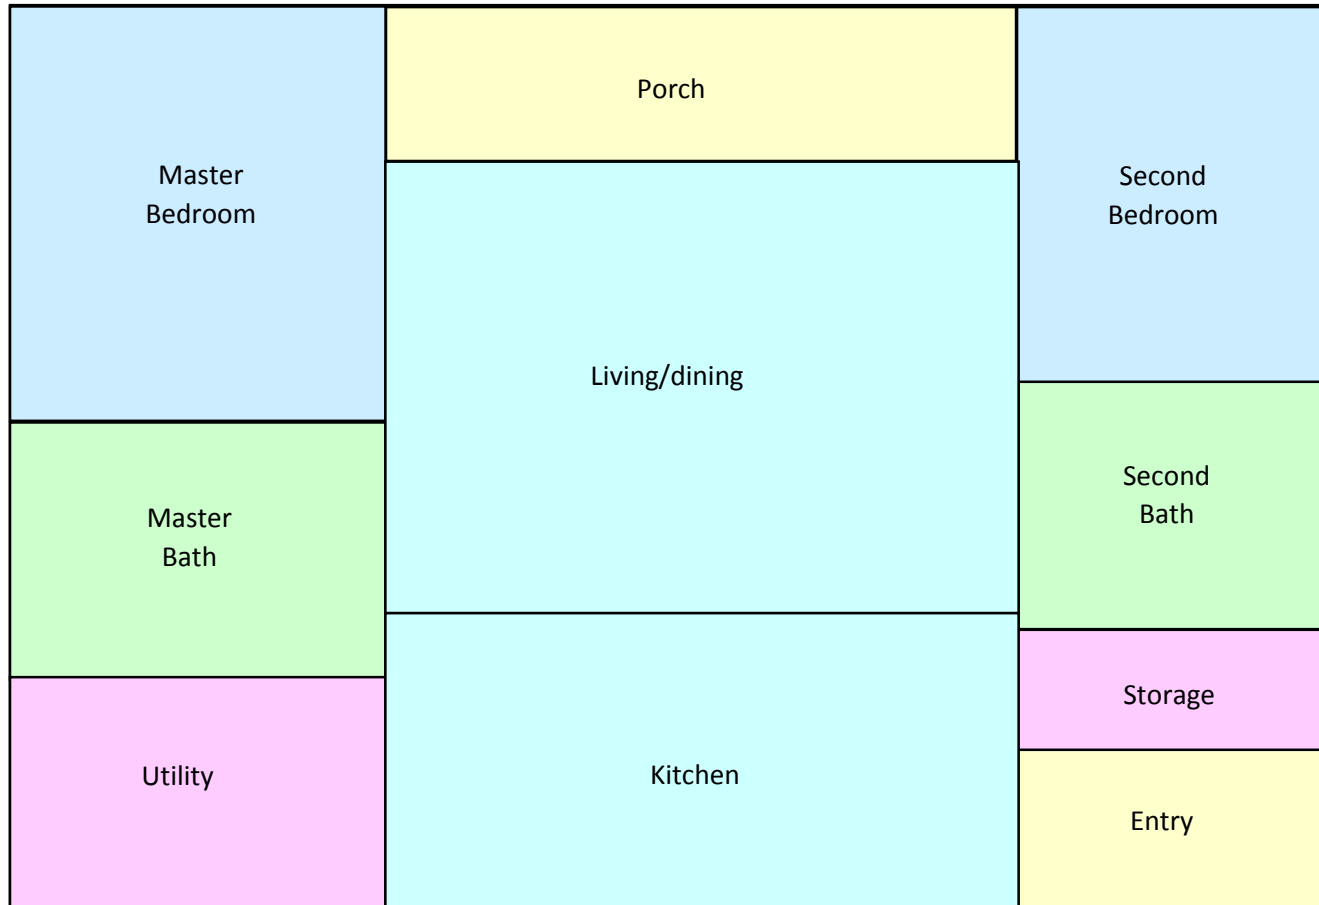 Porch
Master
Bedroom
Second
Bedroom
Living/dining
Master
Bath
Second
Bath
Storage
Utility
Kitchen
Entry